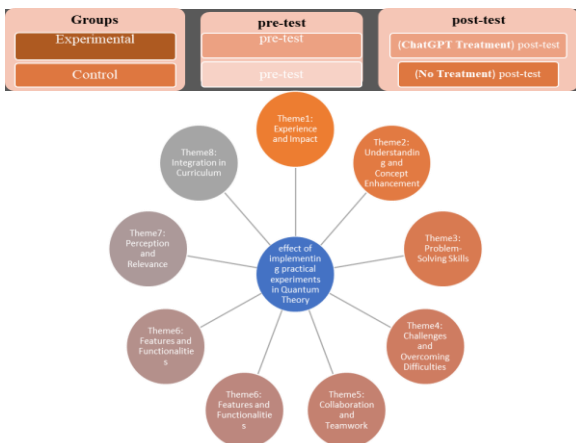 Groups
pre-test
post-test
Experimental
pre-test
(ChatGPT Treatment) post-test
Control
pre-test
(No Treatment) post-test
Theme1:
Experience
and Impact
Theme2:
Understandin
g and
Concept
Enhancement
Theme3:
Problem-
Solving Skills
Theme4:
Challenges
and
Overcoming
Difficulties
Theme5:
Collaboration
and
Teamwork
Theme6:
Features and
Functionalitie
s
Theme6:
Features and
Functionalitie
s
Theme7:
Perception
and
Relevance
Theme8:
Integration in
Curriculum
effect of
implementin
g practical
experiments
in Quantum
Theory